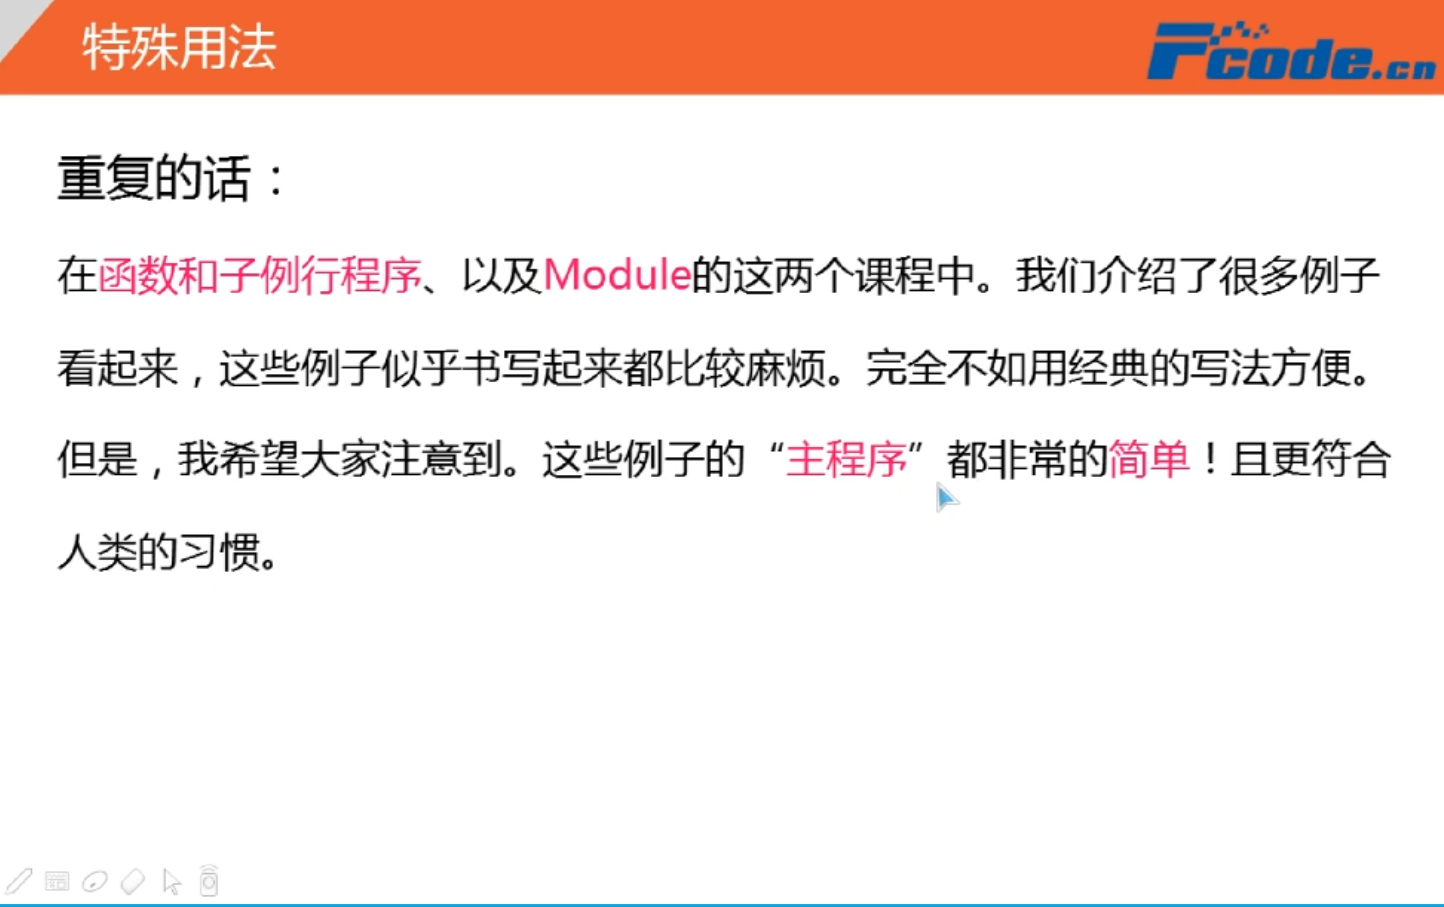 特殊用法
Fcode.cn
重复的话：
在函数和子例行程序、以及Module的这两个课程中。我们介绍了很多例子
看起来，这些例子似乎书写起来都比较麻烦。完全不如用经典的写法方便。
但是，我希望大家注意到。这些例子的“主程序”都非常的简单！且更符合
人类的习惯。